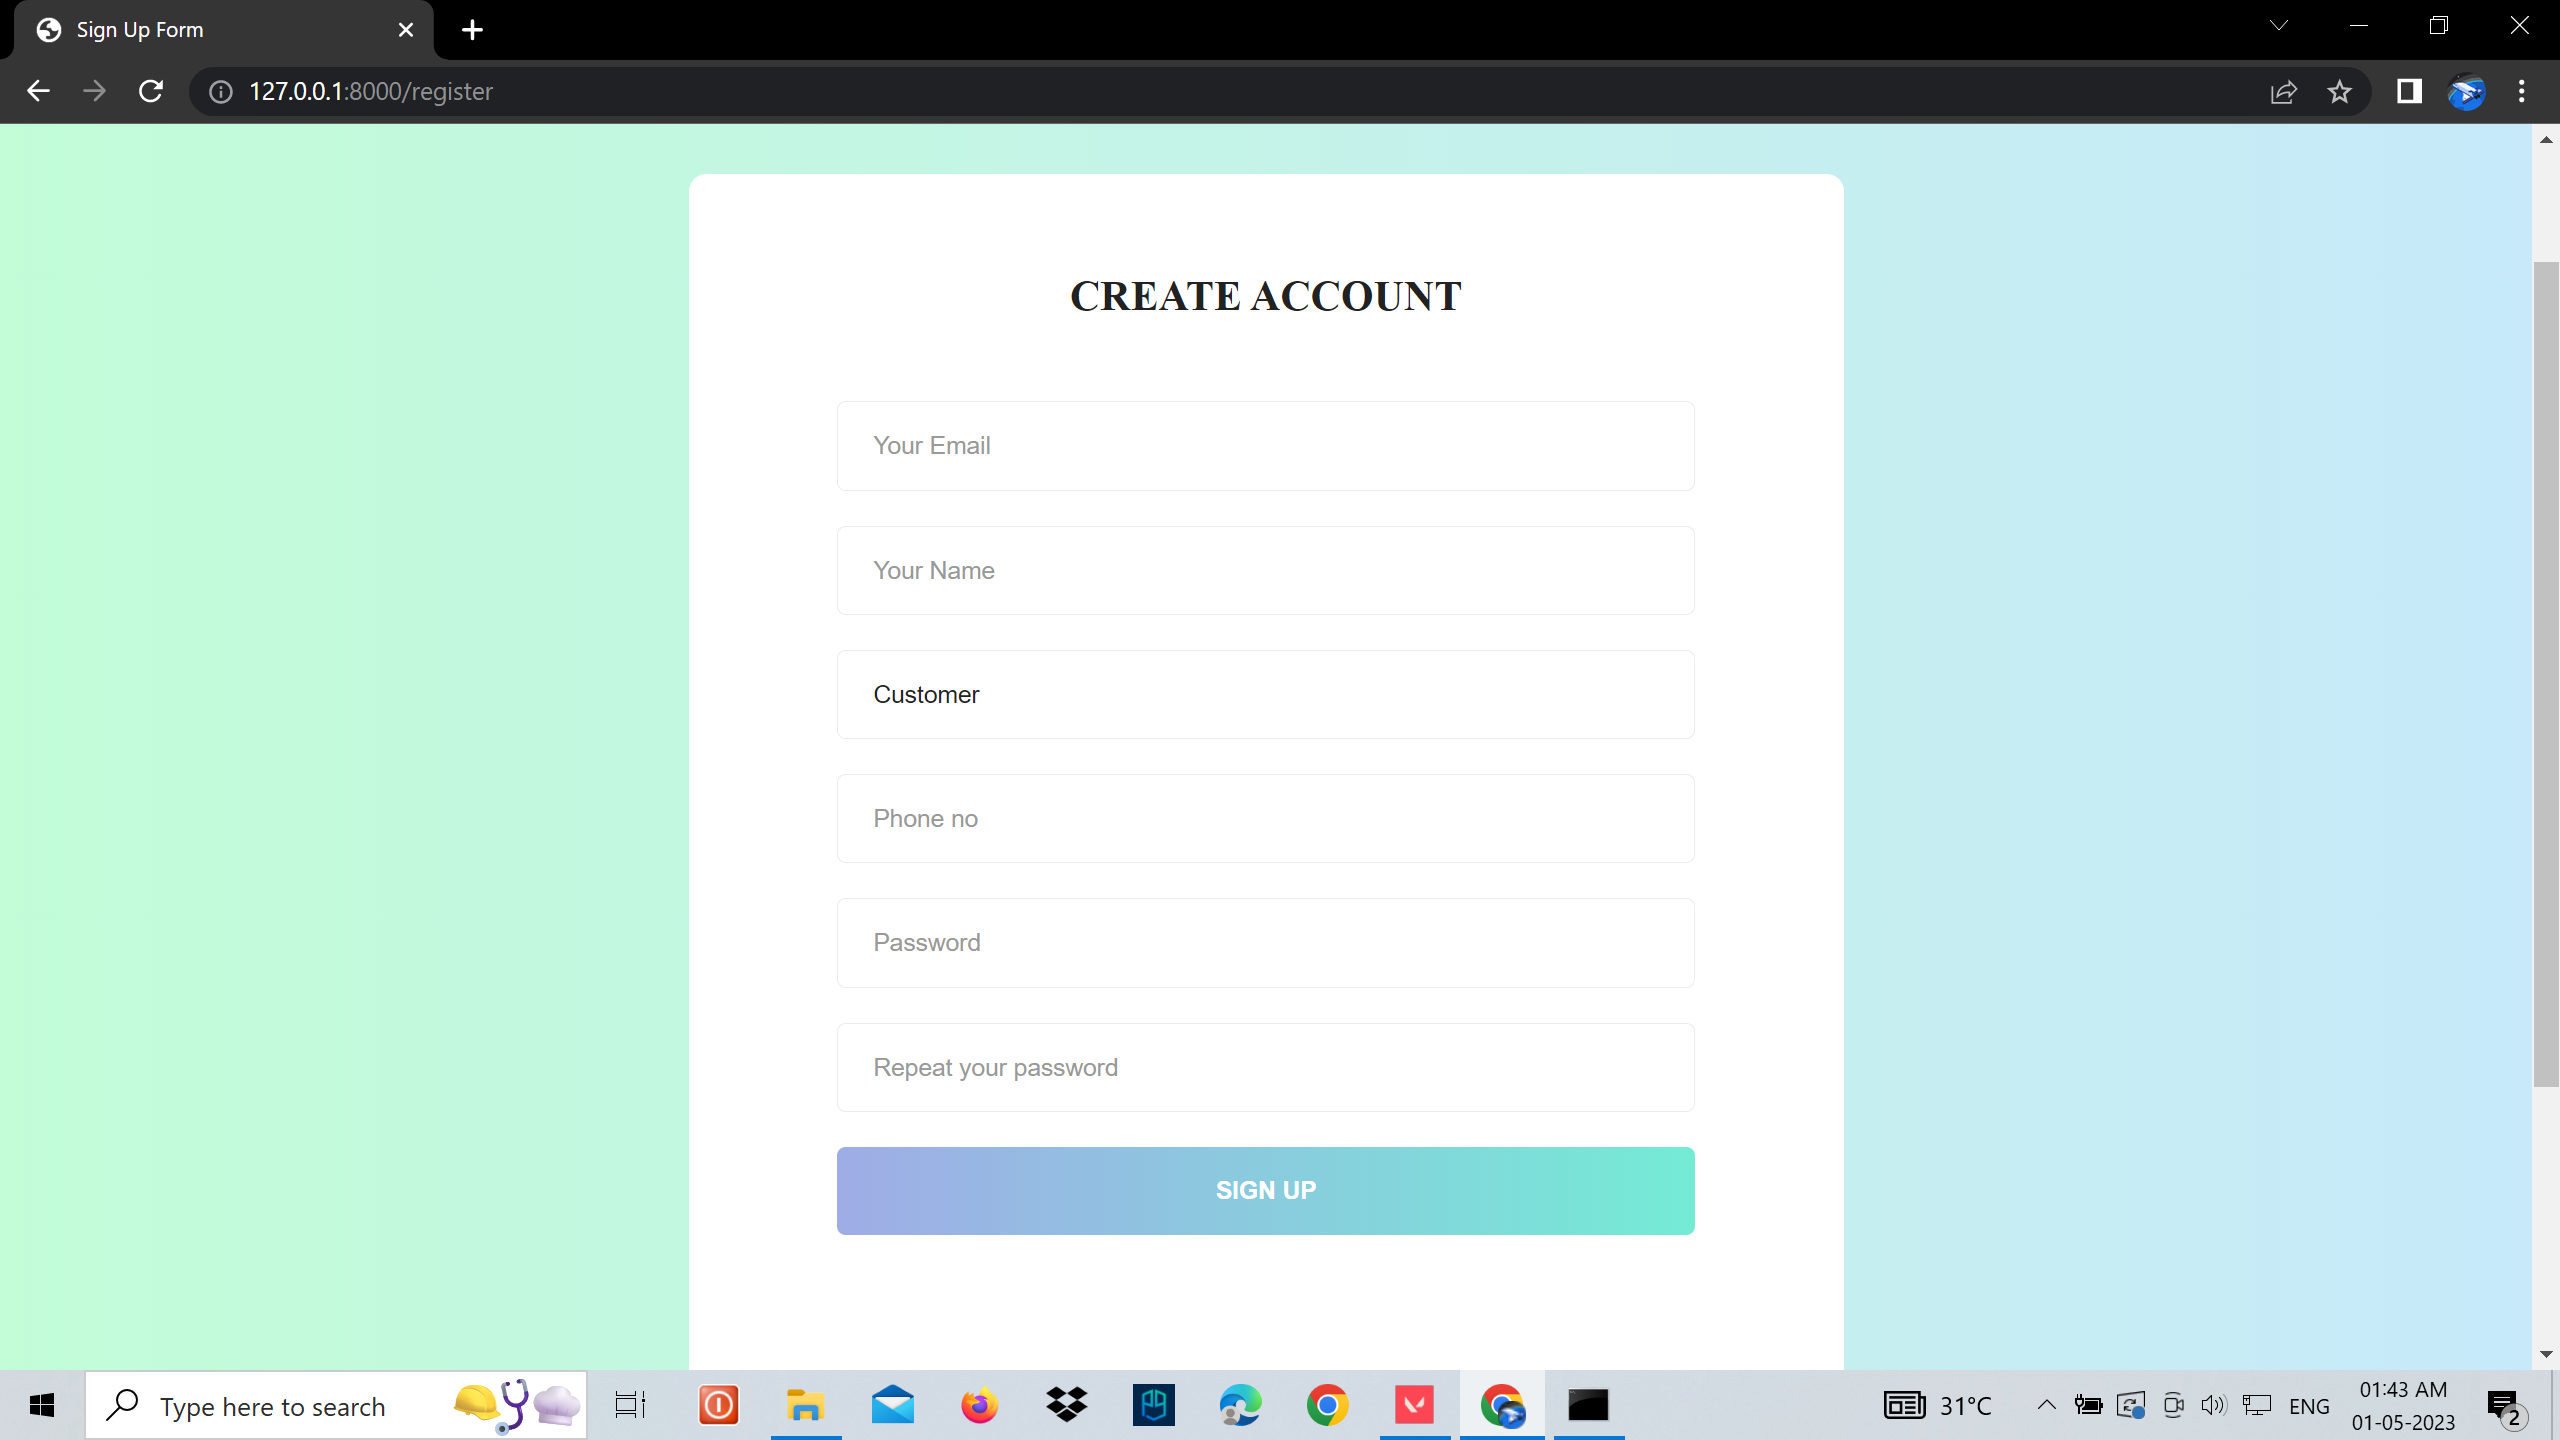 Sign Up Form
127.0.0.1:8000/register
CREATE ACCOUNT
Your Email
Your Name
Customer
Phone no
Password
Repeat your password
SIGN UP
Type here to search
31°C
ENG
01:43 AM
01-05-2023
2